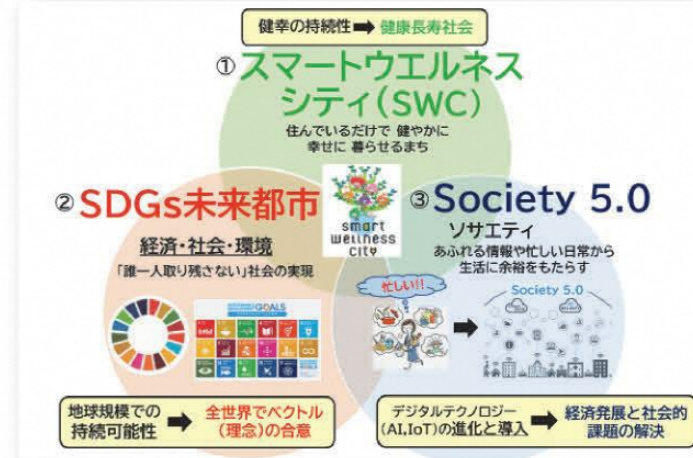 健幸の持続性➡健康長寿社会
①スマートウエルネス
シティ(SWC)
住んでいるだけで 健やかに
幸せに 暮らせるまち
smart
wellness
city
②SDGs未来都市
経済・社会・環境
「誰一人取り残さない」社会の実現
GOALS
地球規模での
持続可能性
➡
全世界でベクトル
(理念)の合意
③Society 5.0
ソサエティ
あふれる情報や忙しい日常から
生活に余裕をもたらす
忙しい!!
➡
Society 5.0
デジタルテクノロジー
(AI,IoT)の進化と導入
➡
経済発展と社会的
課題の解決